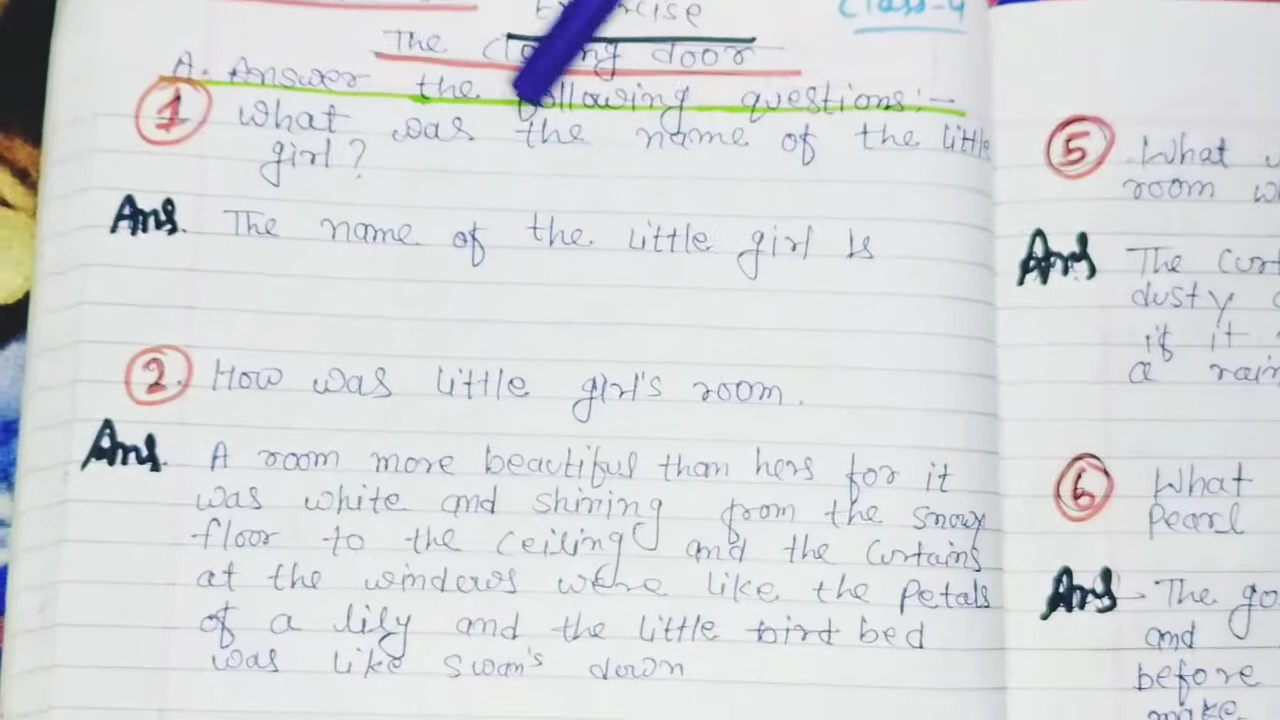 Exercise
Class-4
The Closing door
A. Answer the following questions:-
1 What was the name of the little
girl?
Ans. The name of the little girl is
2. How was little girl's room.
Ans. A room more beautiful than hers for it
was white and shining from the snowy
floor to the ceiling and the Curtains
at the windows were like the Petals
of a lily and the little bird bed
was like swan's down
5 What
room
Ans The
dusty
if it
a
6 What
Pearl
Ans The
and
before
make